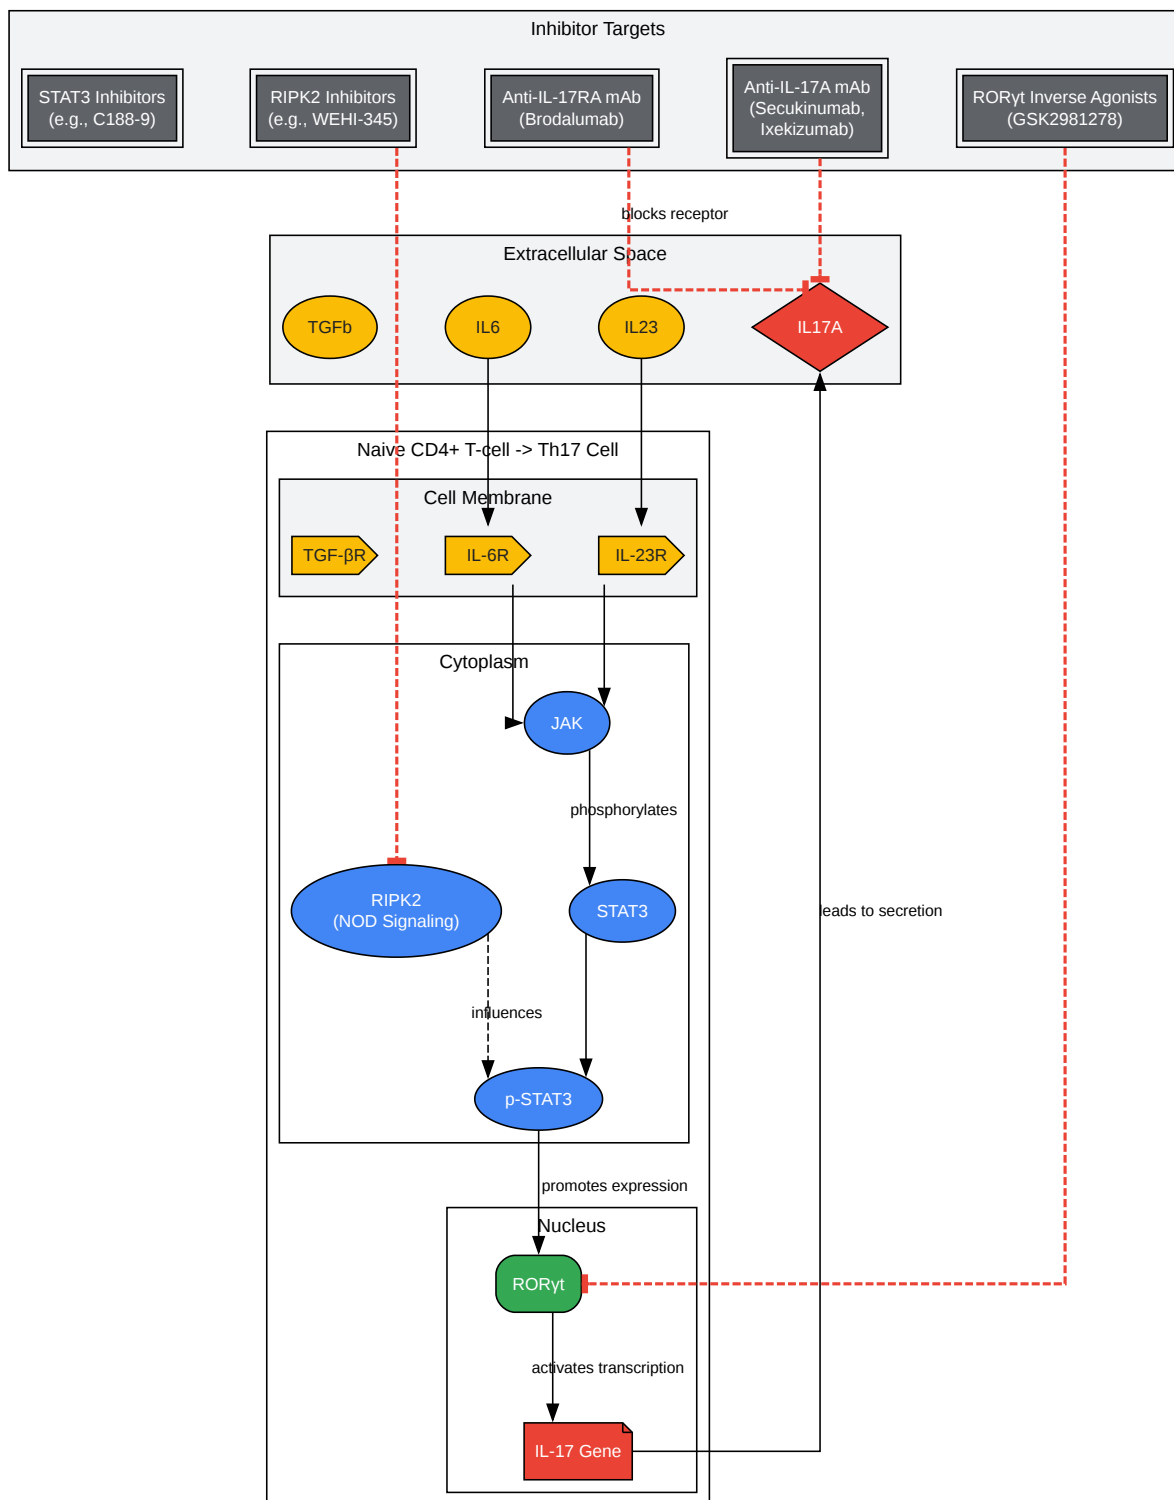 Inhibitor Targets
STAT3 Inhibitors
(e.g., C188-9)
RIPK2 Inhibitors
(e.g., WEHI-345)
Anti-IL-17RA mAb
(Brodalumab)
Anti-IL-17A mAb
(Secukinumab,
Ixekizumab)
RORγt Inverse Agonists
(GSK2981278)
blocks receptor
Extracellular Space
TGFb
IL6
IL23
IL17A
Naive CD4+ T-cell -> Th17 Cell
Cell Membrane
TGF-βR
IL-6R
IL-23R
Cytoplasm
JAK
phosphorylates
RIPK2
(NOD Signaling)
STAT3
leads to secretion
influences
p-STAT3
promotes expression
Nucleus
RORγt
activates transcription
IL-17 Gene